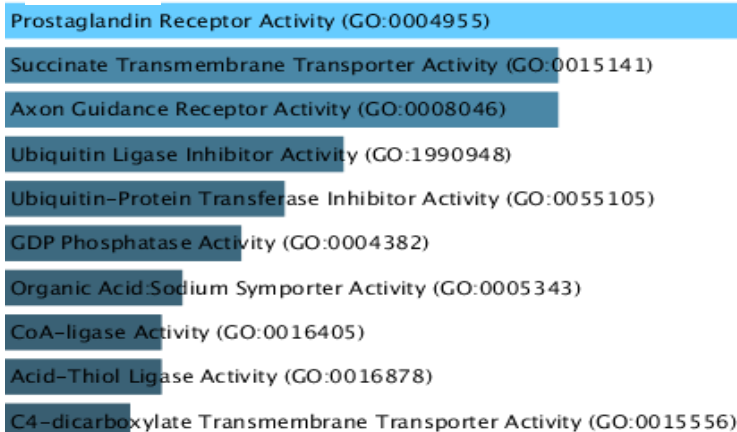 Prostaglandin Receptor Activity (GO:0004955)
Succinate Transmembrane Transporter Activity (GO:0015141)
Axon Guidance Receptor Activity (GO:0008046)
Ubiquitin Ligase Inhibitor Activity (GO:1990948)
Ubiquitin-Protein Transferase Inhibitor Activity (GO:0055105)
GDP Phosphatase Activity (GO:0004382)
Organic Acid:Sodium Symporter Activity (GO:0005343)
CoA-ligase Activity (GO:0016405)
Acid-Thiol Ligase Activity (GO:0016878)
C4-dicarboxylate Transmembrane Transporter Activity (GO:0015556)